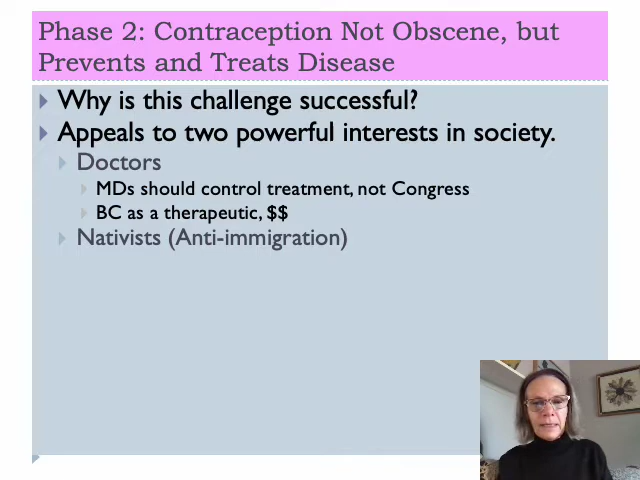 Phase 2: Contraception Not Obscene, but
Prevents and Treats Disease
Why is this challenge successful?
Appeals to two powerful interests in society.
Doctors
MDs should control treatment, not Congress
BC as a therapeutic, $$
Nativists (Anti-immigration)